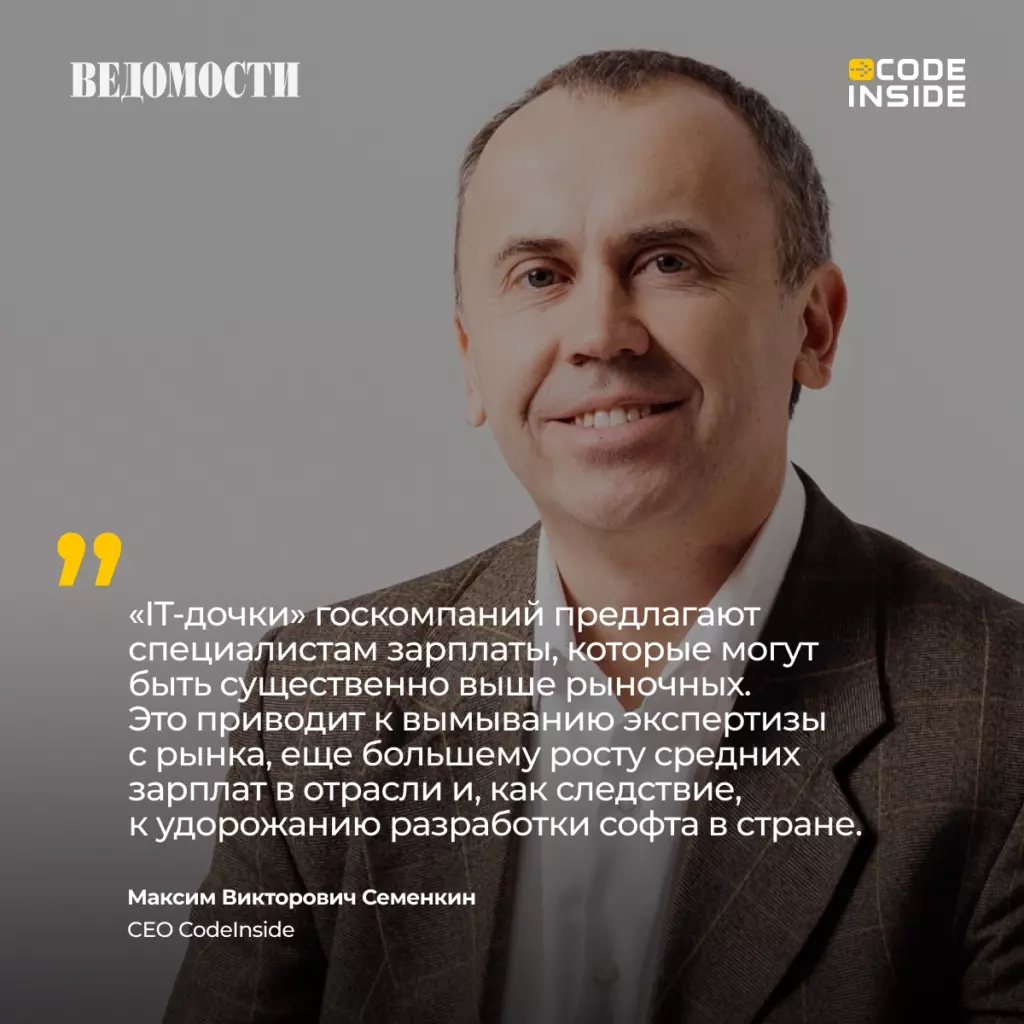 ВЕДОМОСТИ
CODE
INSIDE
«IT-дочки» госкомпаний предлагают
специалистам зарплаты, которые могут
быть существенно выше рыночных.
Это приводит к вымыванию экспертизы
с рынка, еще большему росту средних
зарплат в отрасли и, как следствие,
к удорожанию разработки софта в стране.
Максим Викторович Семенкин
CEO CodeInside